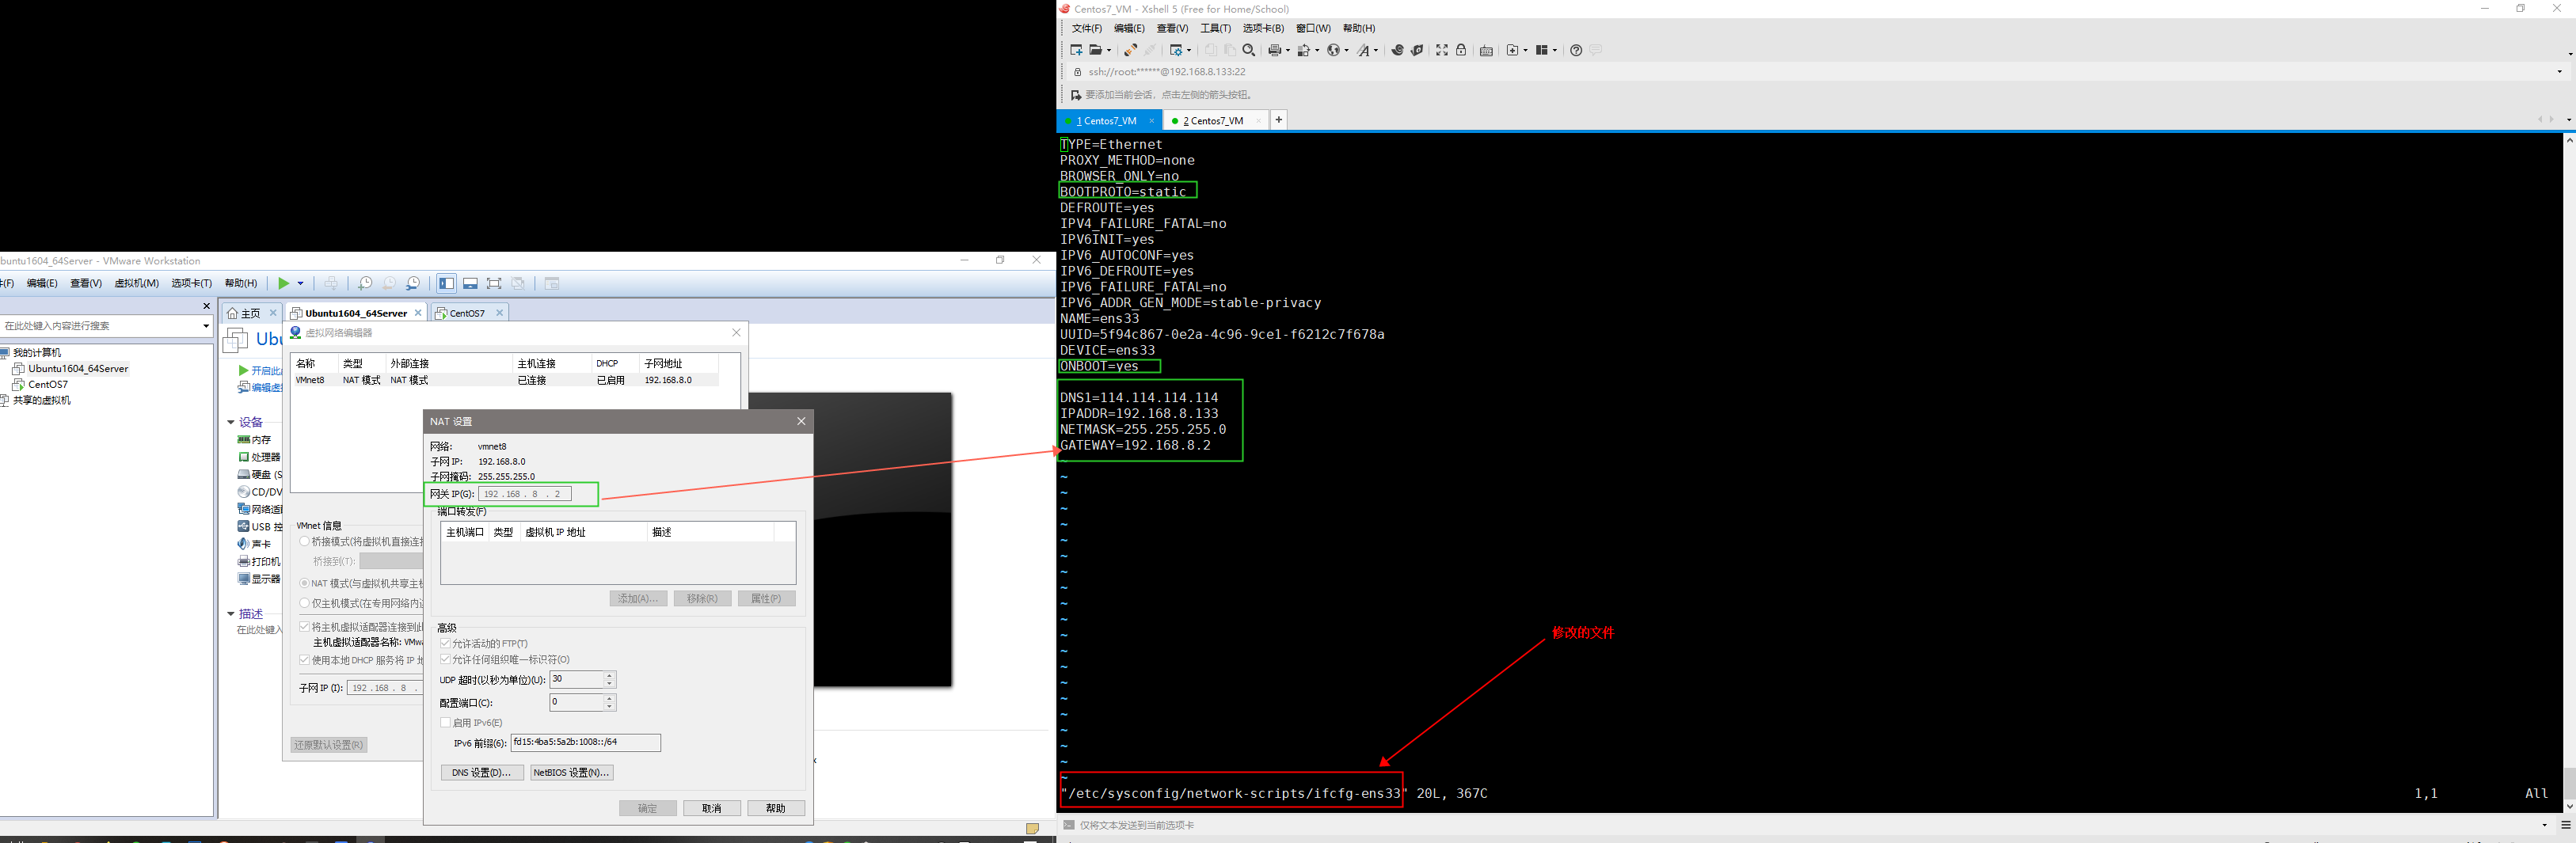 buntu1604_64Server - VMware Workstation
(F) 编辑(E) 查看(V) 虚拟机(M) 选项卡(T) 帮助(H)
在此处键入内容进行搜索
我的计算机
Ubuntu1604_64Server
CentOS7
共享的虚拟机
主页 Ubuntu1604_64Server CentOS7
Ubu
开启此
编辑虚
设备
内存
处理器
硬盘 (S
CD/DV
网络适
USB 控
声卡
打印机
显示器
描述
在此处键入
虚拟网络编辑器
名称 类型 外部连接 主机连接 DHCP 子网地址
VMnet8 NAT 模式 NAT 模式 已连接 已启用 192.168.8.0
VMnet 信息
桥接模式(将虚拟机直接连接
桥接到(T):
NAT 模式(与虚拟机共享主机
仅主机模式(在专用网络内连
将主机虚拟适配器连接到此
主机虚拟适配器名称: VMwa
使用本地 DHCP 服务将 IP 地
子网 IP (I): 192 . 168 . 8 .
还原默认设置(R)
NAT 设置
网络: vmnet8
子网 IP: 192.168.8.0
子网掩码: 255.255.255.0
网关 IP(G): 192 . 168 . 8 . 2
端口转发(F)
主机端口 类型 虚拟机 IP 地址 描述
添加(A)... 移除(R) 属性(P)
高级
允许活动的 FTP(T)
允许任何组织唯一标识符(O)
UDP 超时(以秒为单位)(U): 30
配置端口(C): 0
启用 IPv6(E)
IPv6 前缀(6): fd15:4ba5:5a2b:1008::/64
DNS 设置(D)... NetBIOS 设置(N)...
确定 取消 帮助
Centos7_VM - Xshell 5 (Free for Home/School)
文件(F) 编辑(E) 查看(V) 工具(T) 选项卡(B) 窗口(W) 帮助(H)
ssh://root:******@192.168.8.133:22
要添加当前会话，点击左侧的箭头按钮。
1 Centos7_VM 2 Centos7_VM +
TYPE=Ethernet
PROXY_METHOD=none
BROWSER_ONLY=no
BOOTPROTO=static
DEFROUTE=yes
IPV4_FAILURE_FATAL=no
IPV6INIT=yes
IPV6_AUTOCONF=yes
IPV6_DEFROUTE=yes
IPV6_FAILURE_FATAL=no
IPV6_ADDR_GEN_MODE=stable-privacy
NAME=ens33
UUID=5f94c867-0e2a-4c96-9ce1-f6212c7f678a
DEVICE=ens33
ONBOOT=yes
DNS1=114.114.114.114
IPADDR=192.168.8.133
NETMASK=255.255.255.0
GATEWAY=192.168.8.2
修改的文件
"/etc/sysconfig/network-scripts/ifcfg-ens33" 20L, 367C 1,1 All
仅将文本发送到当前选项卡